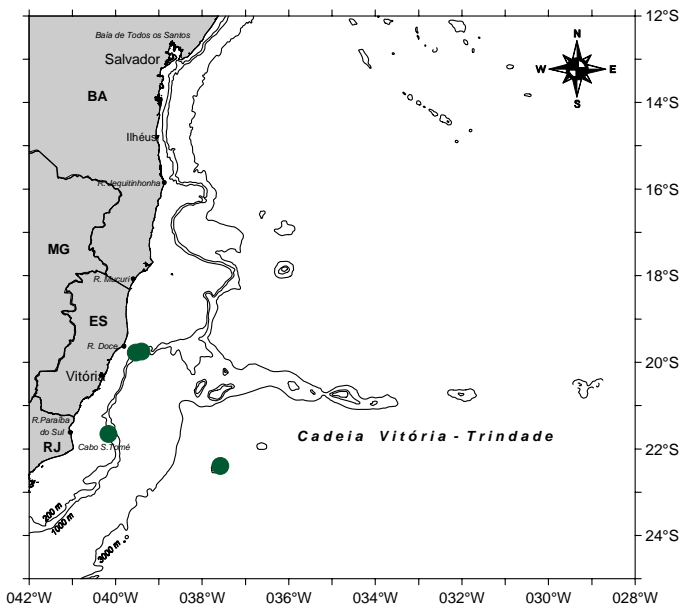 12°S
Baía de Todos os Santos
Salvador
N
W E
S
BA
14°S
Ilhéus
R. Jequitinhonha
16°S
MG
R. Mucuri
18°S
ES
R. Doce
20°S
Vitória
R.Paraíba
do Sul
RJ
Cabo S.Tomé
Cadeia Vitória - Trindade
22°S
200 m
1000 m
3000 m
24°S
042°W 040°W 038°W 036°W 034°W 032°W 030°W 028°W